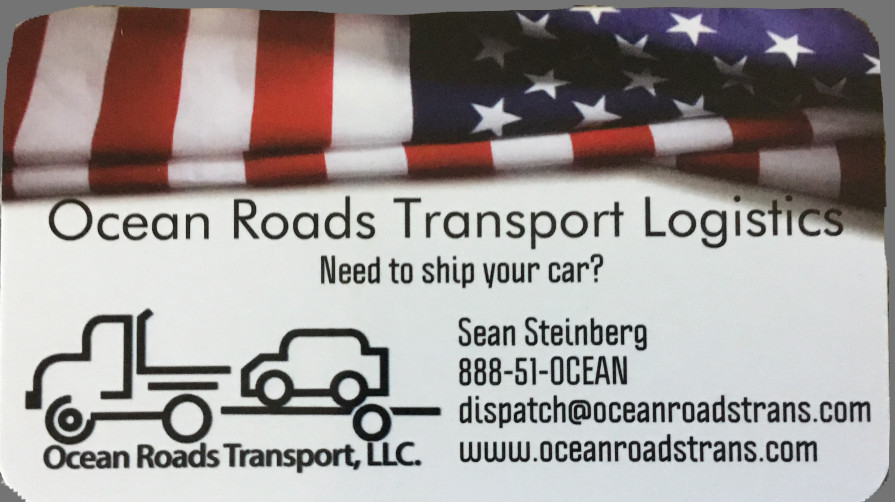 Ocean Roads Transport Logistics
Need to ship your car?
Sean Steinberg
888-51-OCEAN
dispatch@oceanroadstrans.com
www.oceanroadstrans.com
Ocean Roads Transport, LLC.